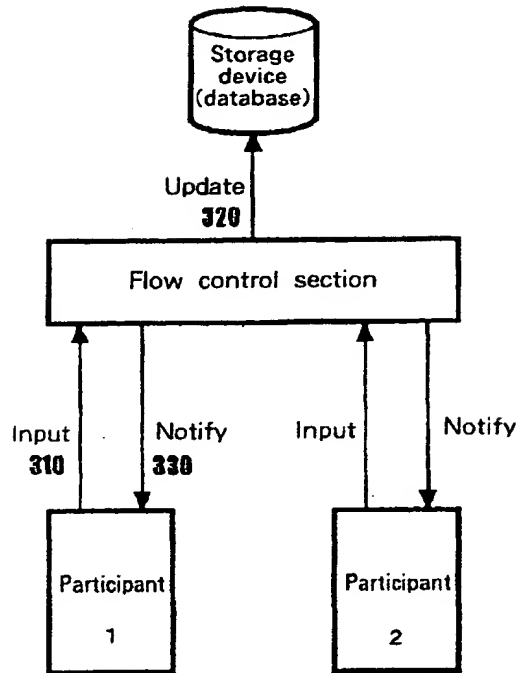 Storage
device
(database)
Update
320
Flow control section
Input
310
Notify
330
Input
Notify
Participant
1
Participant
2